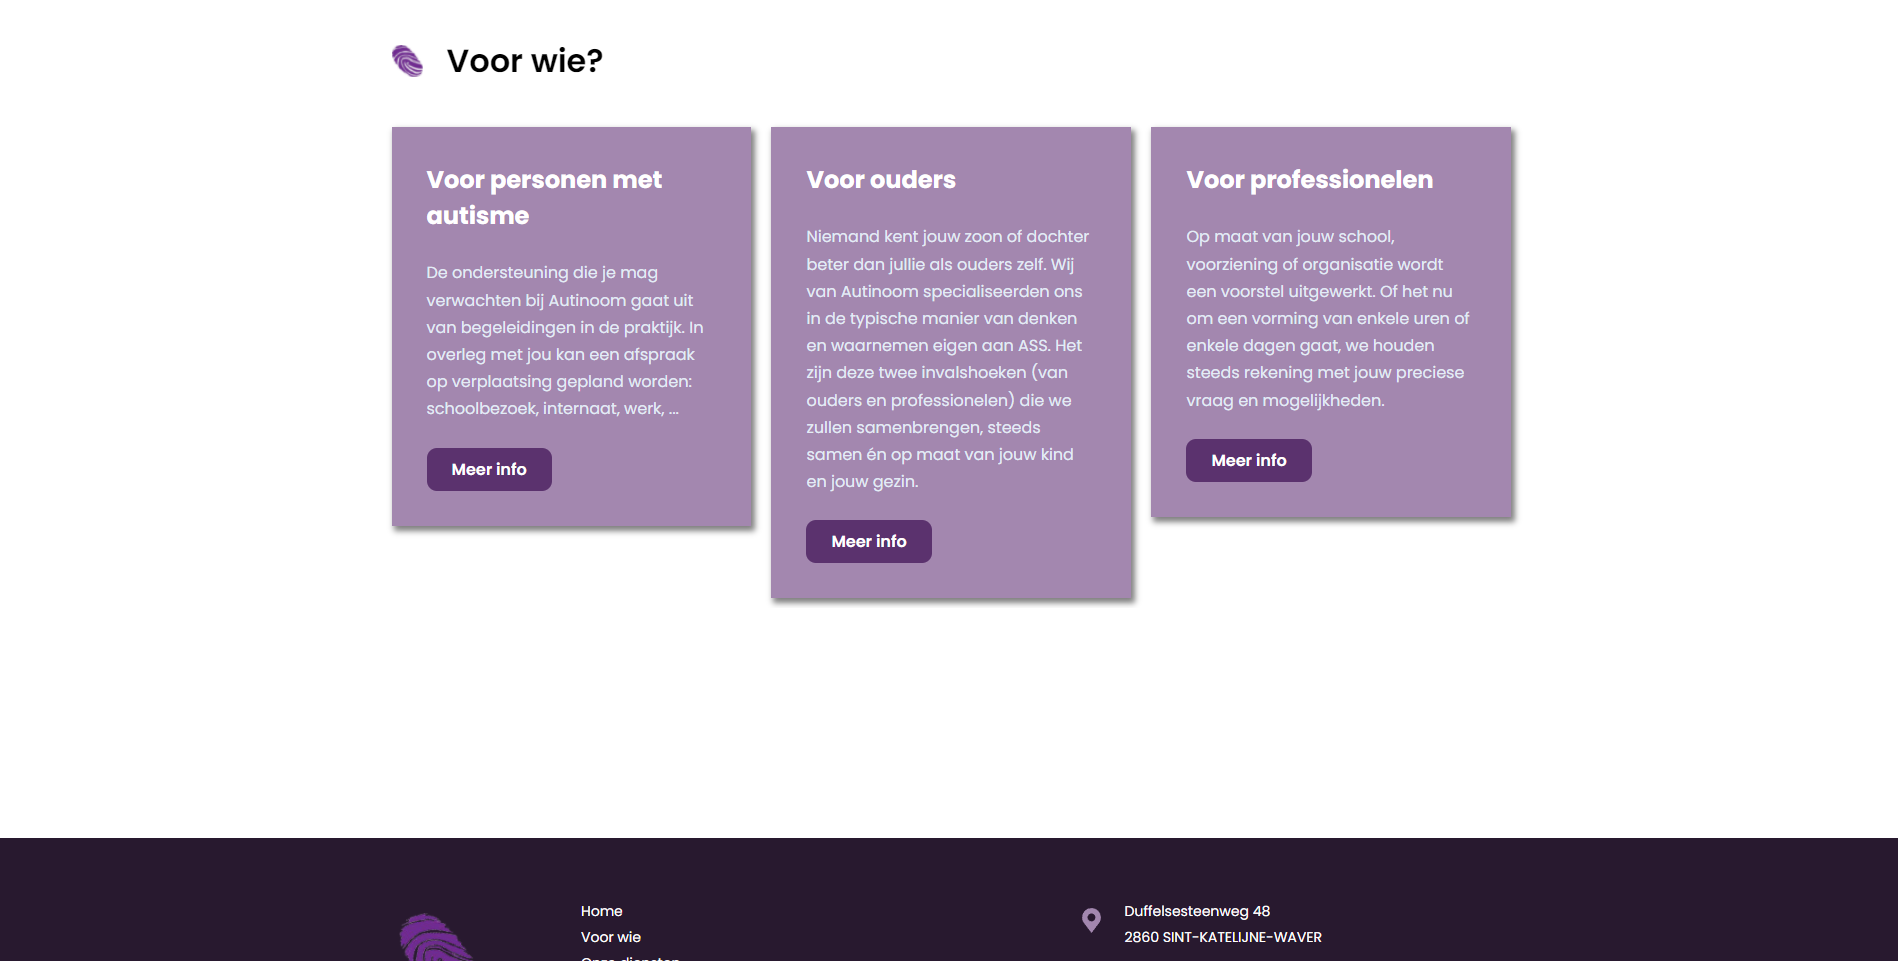 Voor wie?
Voor personen met
autisme
De ondersteuning die je mag
verwachten bij Autinoom gaat uit
van begeleidingen in de praktijk. In
overleg met jou kan een afspraak
op verplaatsing gepland worden:
schoolbezoek, internaat, werk, ...
Meer info
Voor ouders
Niemand kent jouw zoon of dochter
beter dan jullie als ouders zelf. Wij
van Autinoom specialiseerden ons
in de typische manier van denken
en waarnemen eigen aan ASS. Het
zijn deze twee invalshoeken (van
ouders en professionelen) die we
zullen samenbrengen, steeds
samen én op maat van jouw kind
en jouw gezin.
Meer info
Voor professionelen
Op maat van jouw school,
voorziening of organisatie wordt
een voorstel uitgewerkt. Of het nu
om een vorming van enkele uren of
enkele dagen gaat, we houden
steeds rekening met jouw preciese
vraag en mogelijkheden.
Meer info
Home
Voor wie
Onze diensten
Duffelsesteenweg 48
2860 SINT-KATELIJNE-WAVER